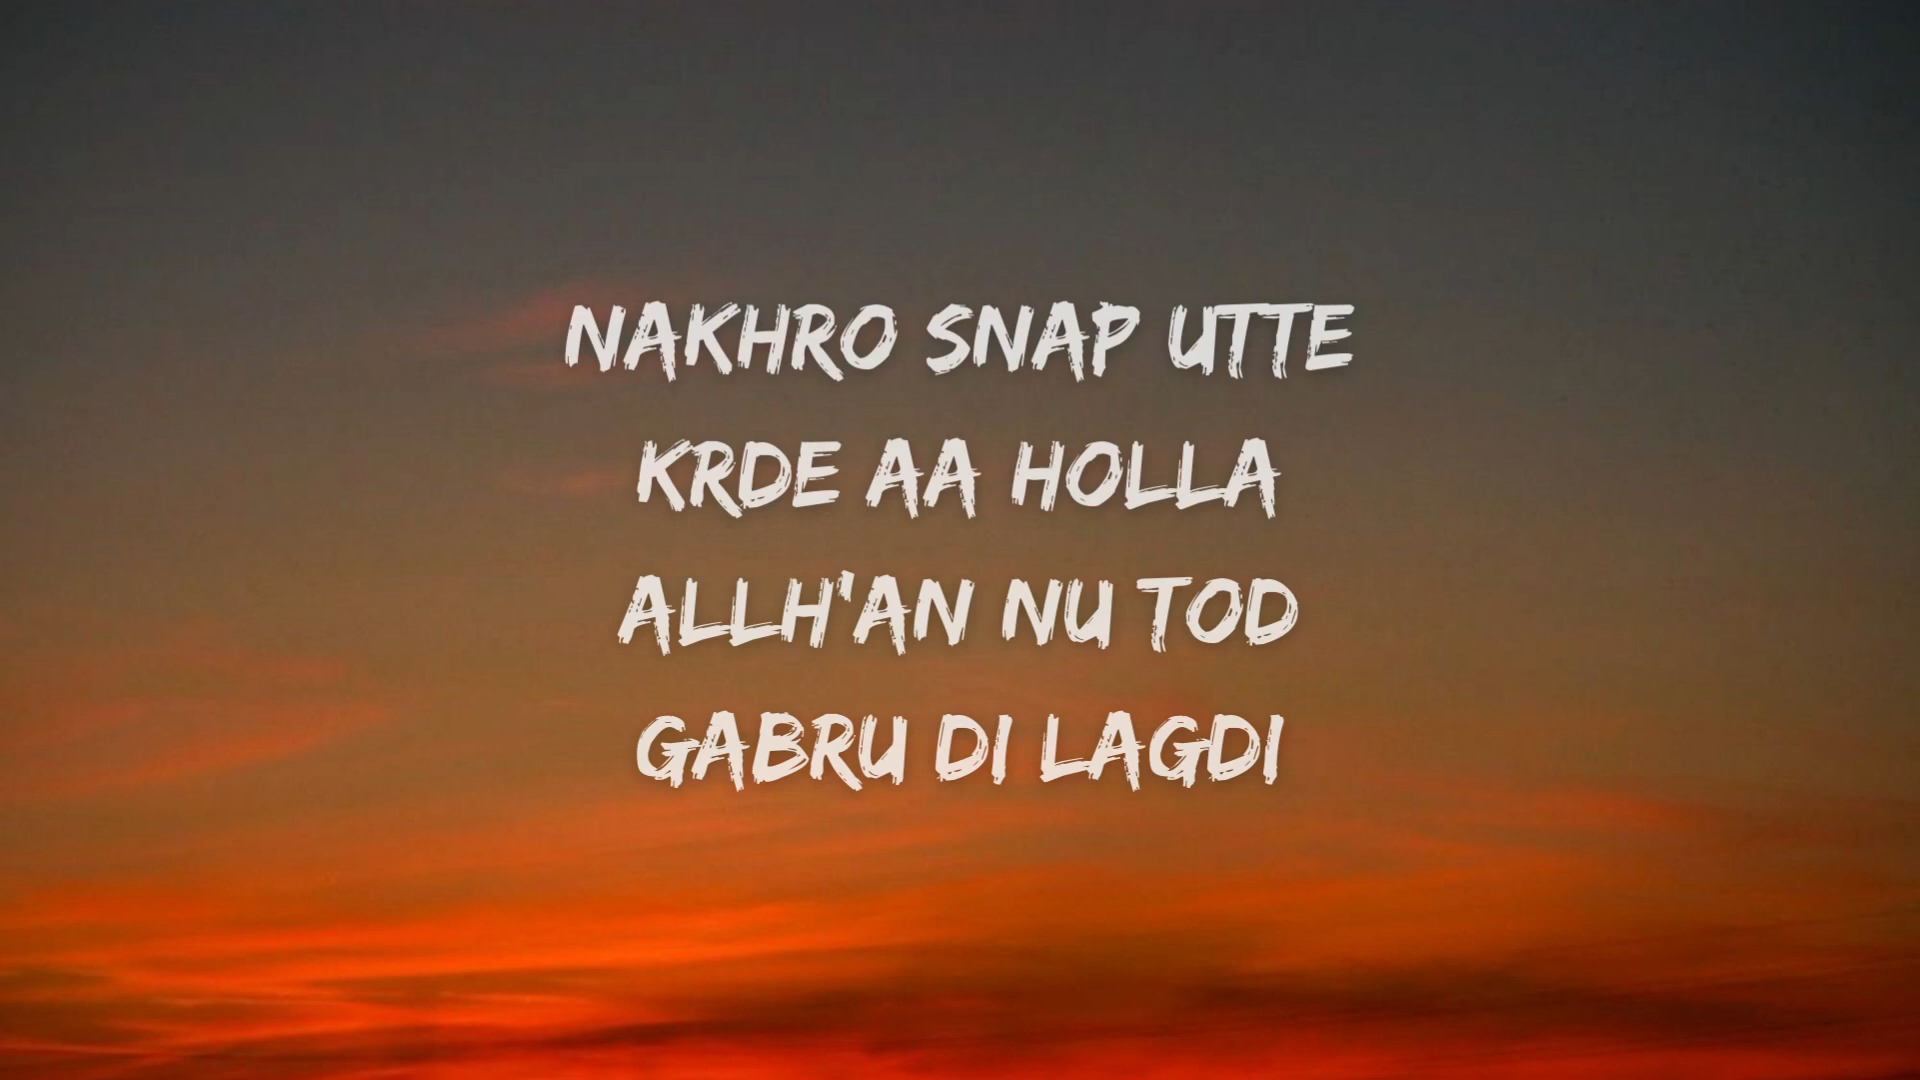 NAKHRO SNAP UTTE
KRDE AA HOLLA
ALLH'AN NU TOD
GABRU DI LAGDI